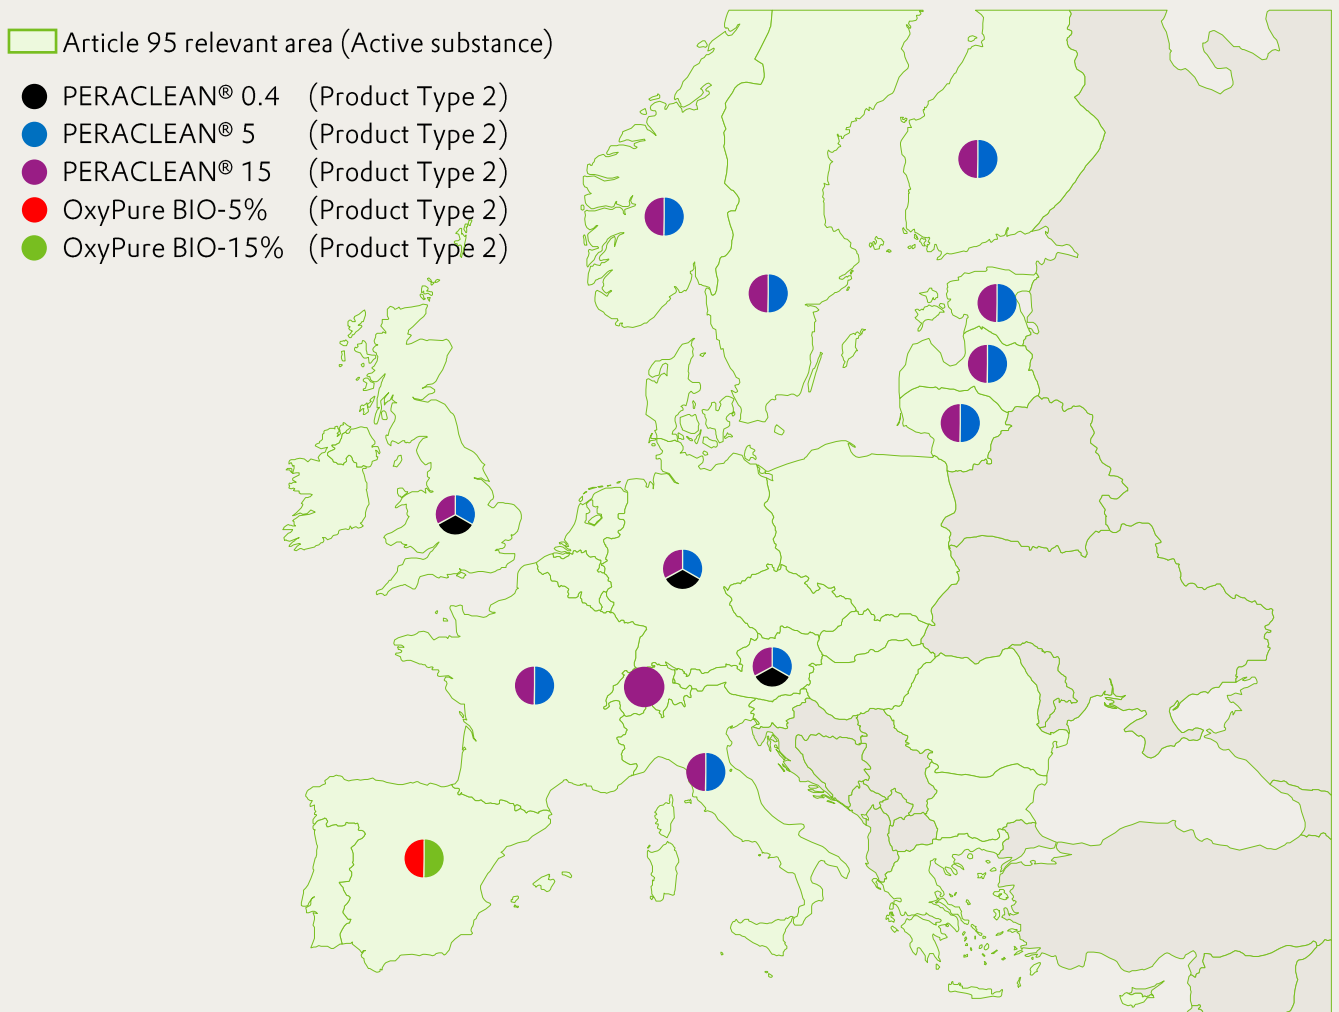 Article 95 relevant area (Active substance)
PERACLEAN® 0.4 (Product Type 2)
PERACLEAN® 5 (Product Type 2)
PERACLEAN® 15 (Product Type 2)
OxyPure BIO-5% (Product Type 2)
OxyPure BIO-15% (Product Type 2)